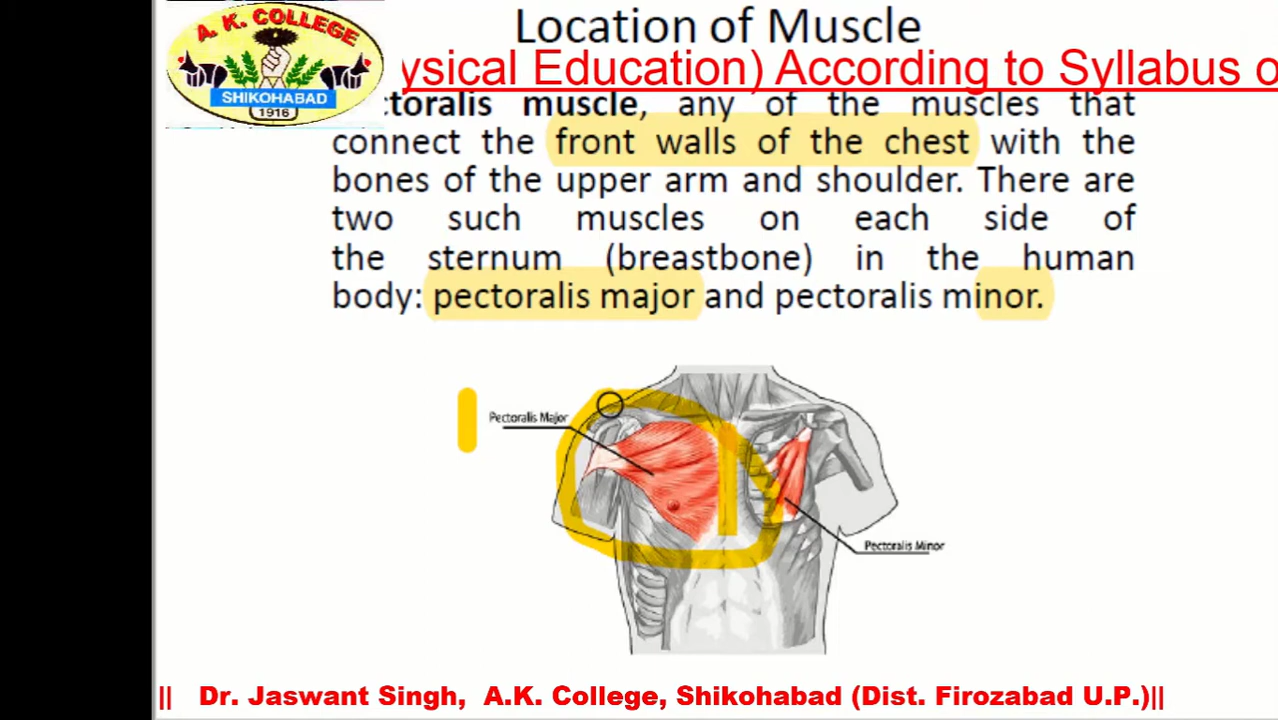 Location of Muscle
A. K. COLLEGE
SHIKOHABAD
1916
ysical Education) According to Syllabus o
ctoralis muscle, any of the muscles that
connect the front walls of the chest with the
bones of the upper arm and shoulder. There are
two such muscles on each side of
the sternum (breastbone) in the human
body: pectoralis major and pectoralis minor.
Pectoralis Major
Pectoralis Minor
|| Dr. Jaswant Singh, A.K. College, Shikohabad (Dist. Firozabad U.P.)||